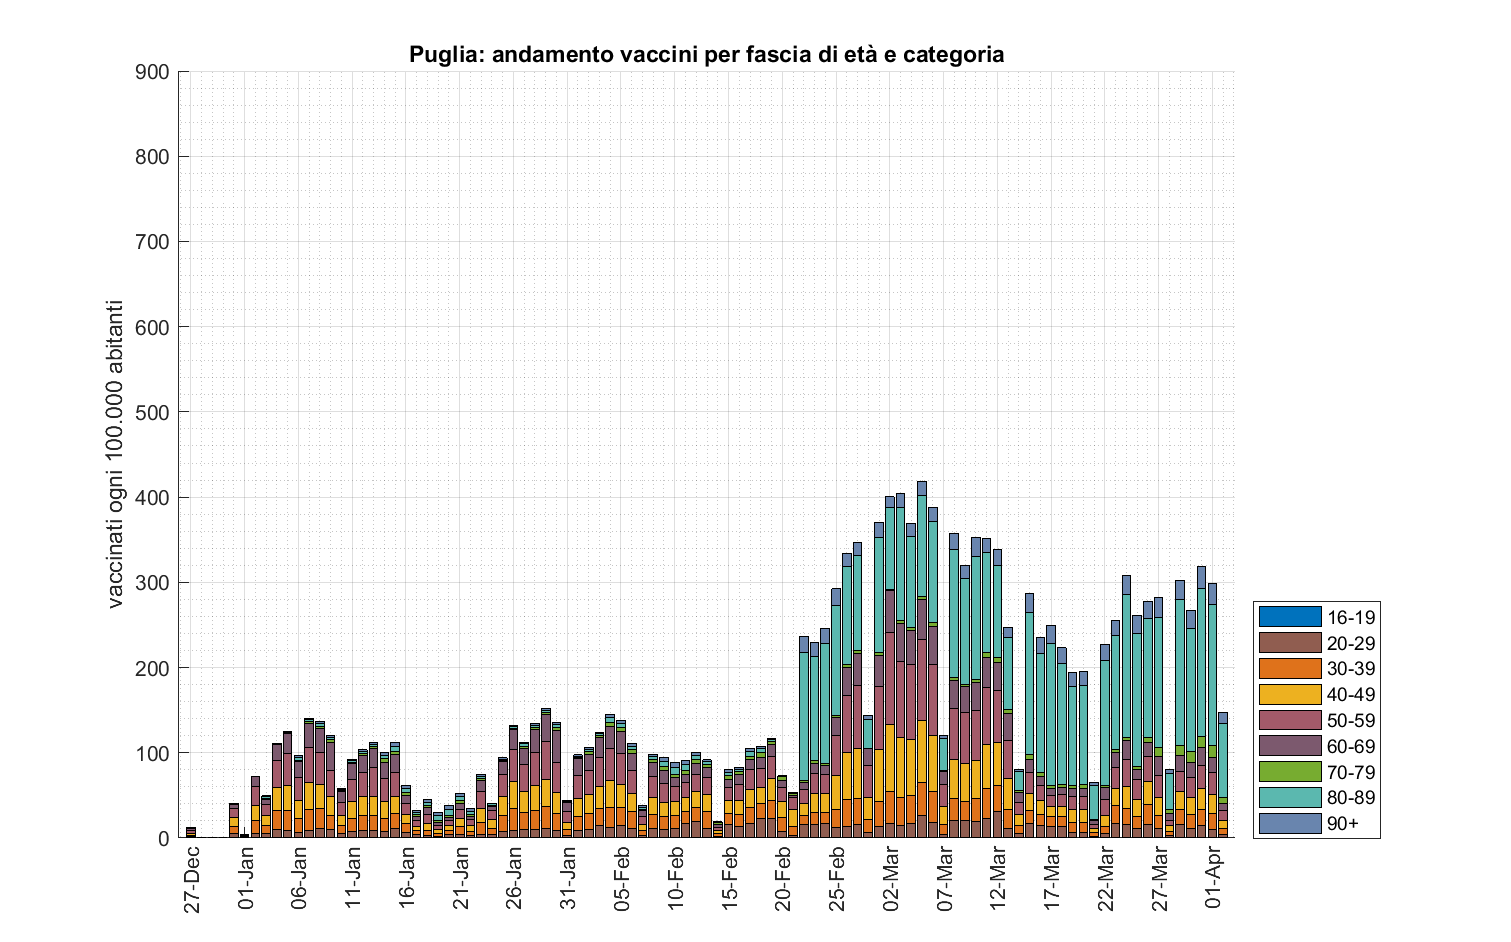 Puglia: andamento vaccini per fascia di età e categoria
vaccinati ogni 100.000 abitanti
900
800
700
600
500
400
300
200
100
0
27-Dec
01-Jan
06-Jan
11-Jan
16-Jan
21-Jan
26-Jan
31-Jan
05-Feb
10-Feb
15-Feb
20-Feb
25-Feb
02-Mar
07-Mar
12-Mar
17-Mar
22-Mar
27-Mar
01-Apr
16-19
20-29
30-39
40-49
50-59
60-69
70-79
80-89
90+